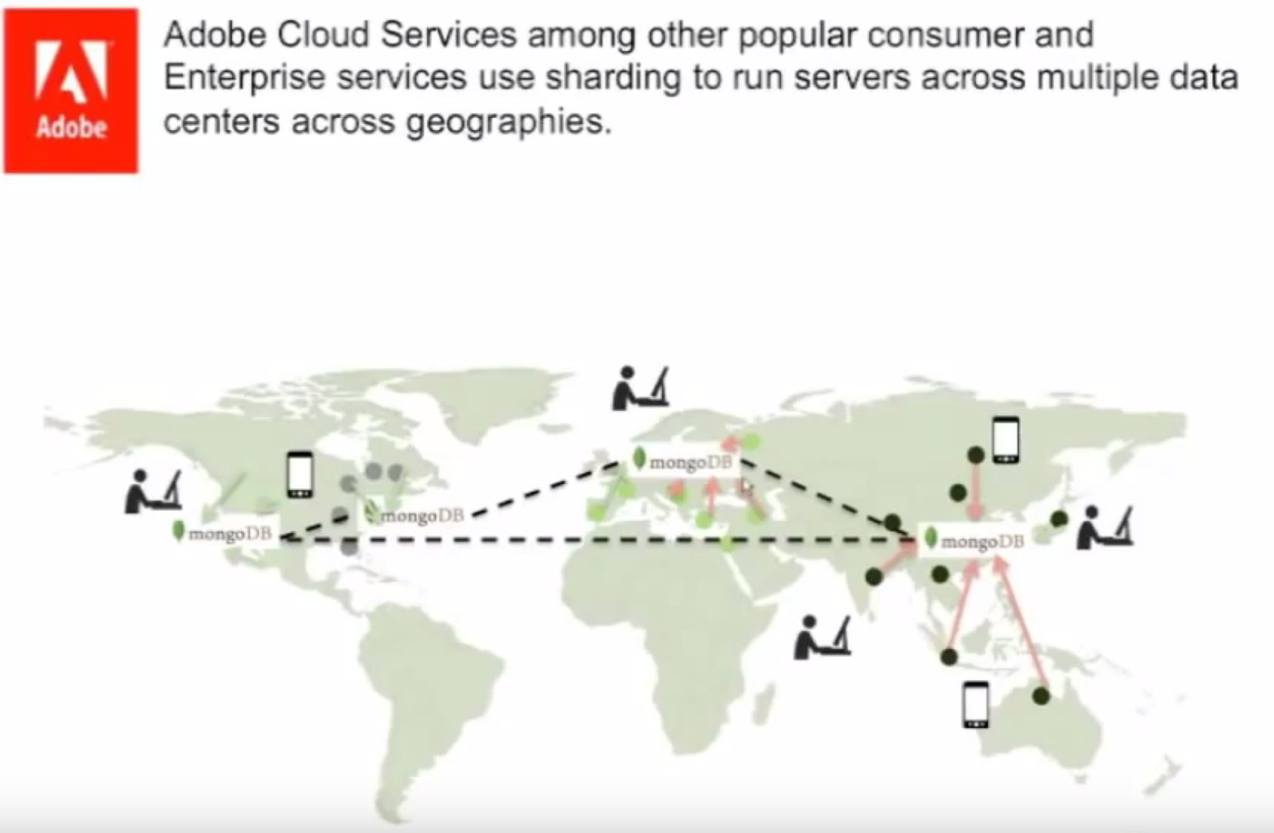 Adobe Cloud Services among other popular consumer and
Enterprise services use sharding to run servers across multiple data
centers across geographies.
Adobe
mongoDB
mongoDB
mongoDB
mongoDB